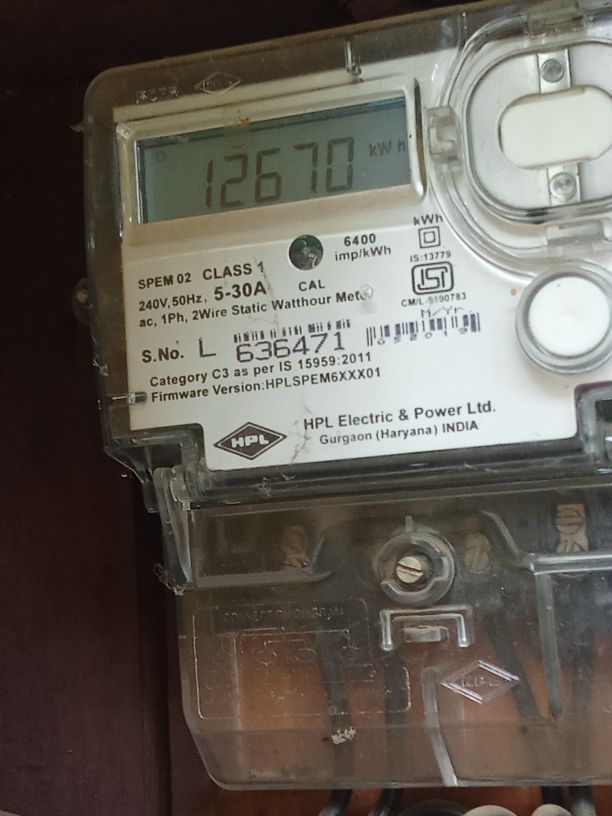 12670 kWh
6400
imp/kWh
kWh
IS:13779
SPEM 02 CLASS 1
CAL
240V,50Hz, 5-30A
ac, 1Ph, 2Wire Static Watthour Meter
CM/L-9190783
M/Yr.
S.No. L 636471
052019
Category C3 as per IS 15959:2011
Firmware Version:HPLSPEM6XXX01
HPL
HPL Electric & Power Ltd.
Gurgaon (Haryana) INDIA